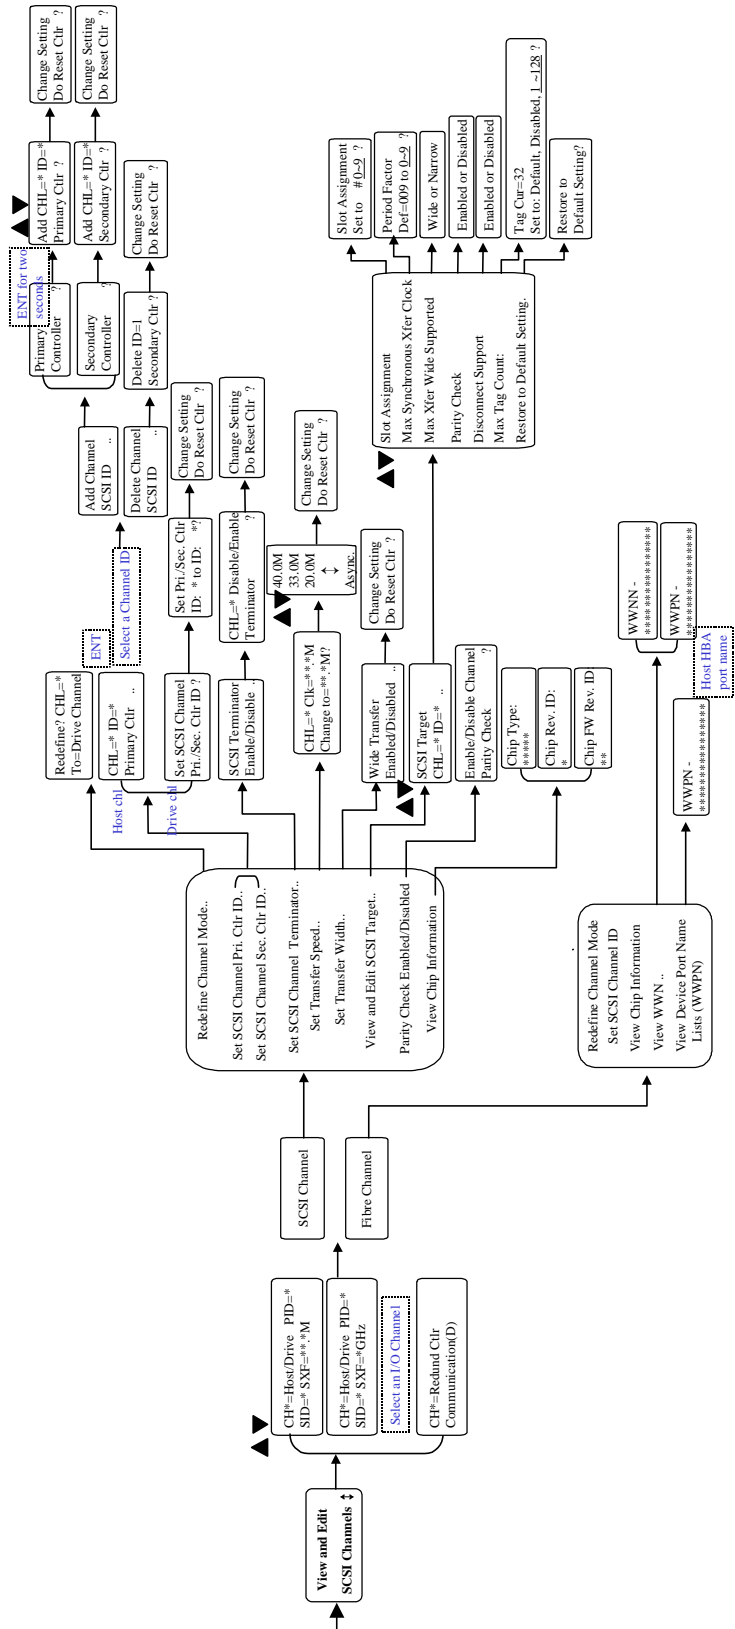 View and Edit
SCSI Channels ↕
CH*=Host/Drive PID=*
SID=* SXF=**.*M
CH*=Host/Drive PID=*
SID=* SXF=*GHz
Select an I/O Channel
CH*=Redund Ctlr
Communication(D)
SCSI Channel
Fibre Channel
Redefine Channel Mode..
Set SCSI Channel Pri. Ctlr ID..
Set SCSI Channel Sec. Ctlr ID..
Set SCSI Channel Terminator..
Set Transfer Speed..
Set Transfer Width..
View and Edit SCSI Target..
Parity Check Enabled/Disabled
View Chip Information
Redefine Channel Mode
Set SCSI Channel ID
View Chip Information
View WWN ..
View Device Port Name
Lists (WWPN)
Redefine? CHL=*
To=Drive Channel
Host chl
CHL=* ID=*
Primary Ctlr ..
Drive chl
Set SCSI Channel
Pri./Sec. Ctlr ID ?
SCSI Terminator
Enable/Disable ..
CHL=* Clk=**.*M
Change to=**.*M?
Wide Transfer
Enabled/Disabled ..
SCSI Target
CHL=* ID=* ..
Enable/Disable Channel
Parity Check ?
Chip Type:
*****
Chip Rev. ID:
*
Chip FW Rev. ID:
**
WWNN -
******************
WWPN -
******************
WWPN -
******************
Host HBA
port name
ENT
Select a Channel ID
Add Channel
SCSI ID ..
Delete Channel
SCSI ID ..
Set Pri./Sec. Ctlr
ID: * to ID: *?
CHL=* Disable/Enable
Terminator ?
40.0M
33.0M
20.0M
↑
↓
Async.
Change Setting
Do Reset Ctlr ?
ENT for two
seconds
Primary
Controller ?
Secondary
Controller ?
Delete ID=1
Secondary Ctlr ?
Change Setting
Do Reset Ctlr ?
Change Setting
Do Reset Ctlr ?
Change Setting
Do Reset Ctlr ?
Slot Assignment
Max Synchronous Xfer Clock
Max Xfer Wide Supported
Parity Check
Disconnect Support
Max Tag Count:
Restore to Default Setting.
Add CHL=* ID=*
Primary Ctlr ?
Add CHL=* ID=*
Secondary Ctlr ?
Change Setting
Do Reset Ctlr ?
Slot Assignment
Set to # 0~9 ?
Period Factor
Def=009 to 0~9 ?
Wide or Narrow
Enabled or Disabled
Enabled or Disabled
Tag Cur=32
Set to: Default, Disabled, 1 ~128 ?
Restore to
Default Setting?
Change Setting
Do Reset Ctlr ?
Change Setting
Do Reset Ctlr ?